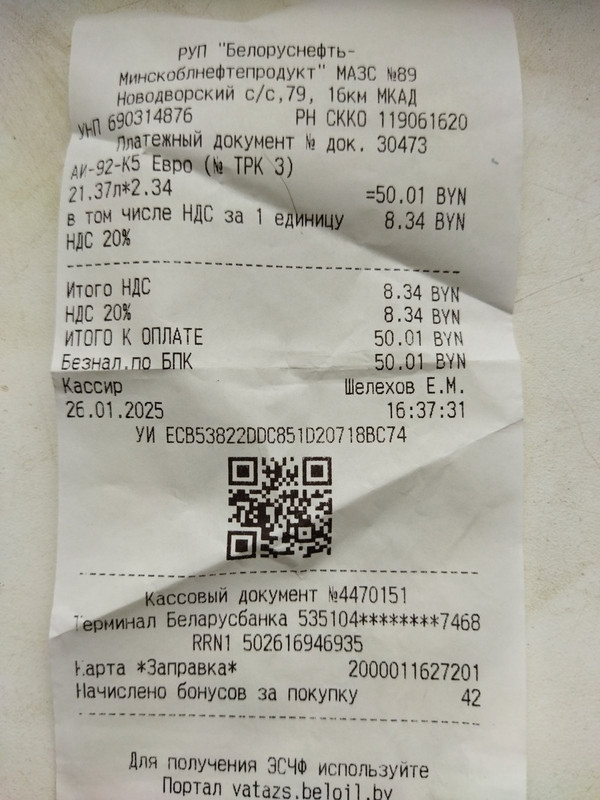 РУП "Белоруснефть-
Минскоблнефтепродукт" МАЗС №89
Новодворский с/с,79, 16км МКАД
УНП 690314876 РН СККО 119061620
Платежный документ № док. 30473
АИ-92-К5 Евро (№ ТРК 3)
21.37л*2.34 =50.01 BYN
в том числе НДС за 1 единицу 8.34 BYN
НДС 20%
Итого НДС 8.34 BYN
НДС 20% 8.34 BYN
ИТОГО К ОПЛАТЕ 50.01 BYN
Безнал.по БПК 50.01 BYN
Кассир Шелехов Е.М.
26.01.2025 16:37:31
УИ ECB53822DDC851D20718BC74
Кассовый документ №4470151
Терминал Беларусбанка 535104********7468
RRN1 502616946935
Карта *Заправка* 2000011627201
Начислено бонусов за покупку 42
Для получения ЭСЧФ используйте
Портал vatazs.beloil.by